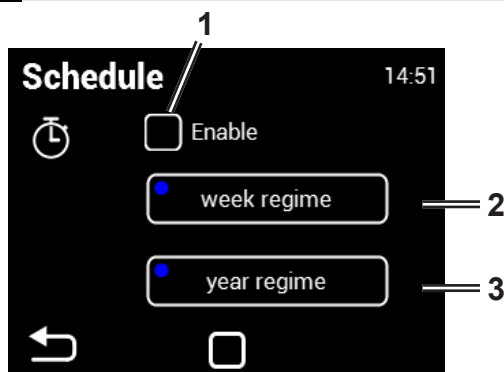 1
Schedule 14:51
Enable
week regime
2
year regime
3